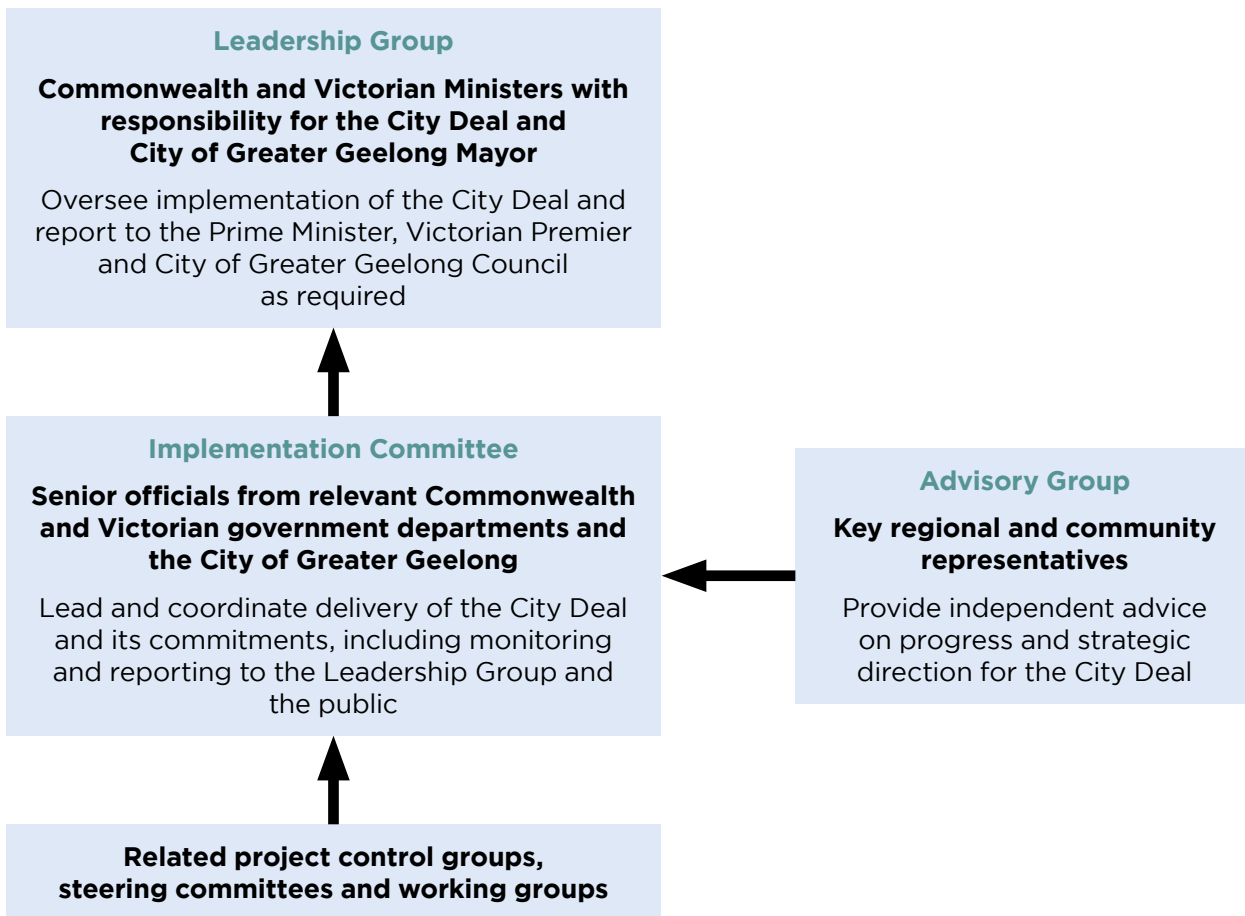 Leadership Group
Commonwealth and Victorian Ministers with
responsibility for the City Deal and
City of Greater Geelong Mayor
Oversee implementation of the City Deal and
report to the Prime Minister, Victorian Premier
and City of Greater Geelong Council
as required
Implementation Committee
Senior officials from relevant Commonwealth
and Victorian government departments and
the City of Greater Geelong
Lead and coordinate delivery of the City Deal
and its commitments, including monitoring
and reporting to the Leadership Group and
the public
Advisory Group
Key regional and community
representatives
Provide independent advice
on progress and strategic
direction for the City Deal
Related project control groups,
steering committees and working groups